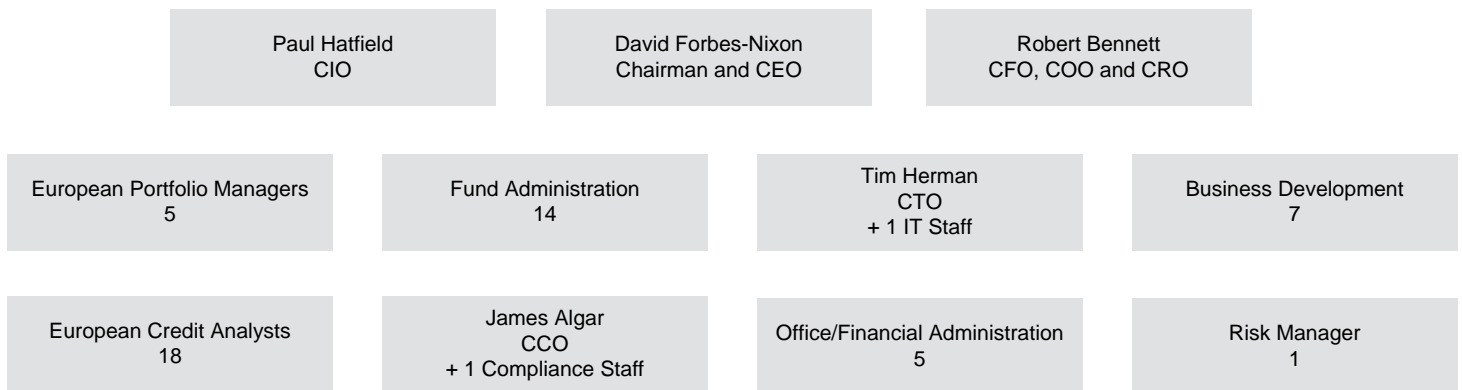 Paul Hatfield
CIO
David Forbes-Nixon
Chairman and CEO
Robert Bennett
CFO, COO and CRO
European Portfolio Managers
5
Fund Administration
14
Tim Herman
CTO
+ 1 IT Staff
Business Development
7
European Credit Analysts
18
James Algar
CCO
+ 1 Compliance Staff
Office/Financial Administration
5
Risk Manager
1